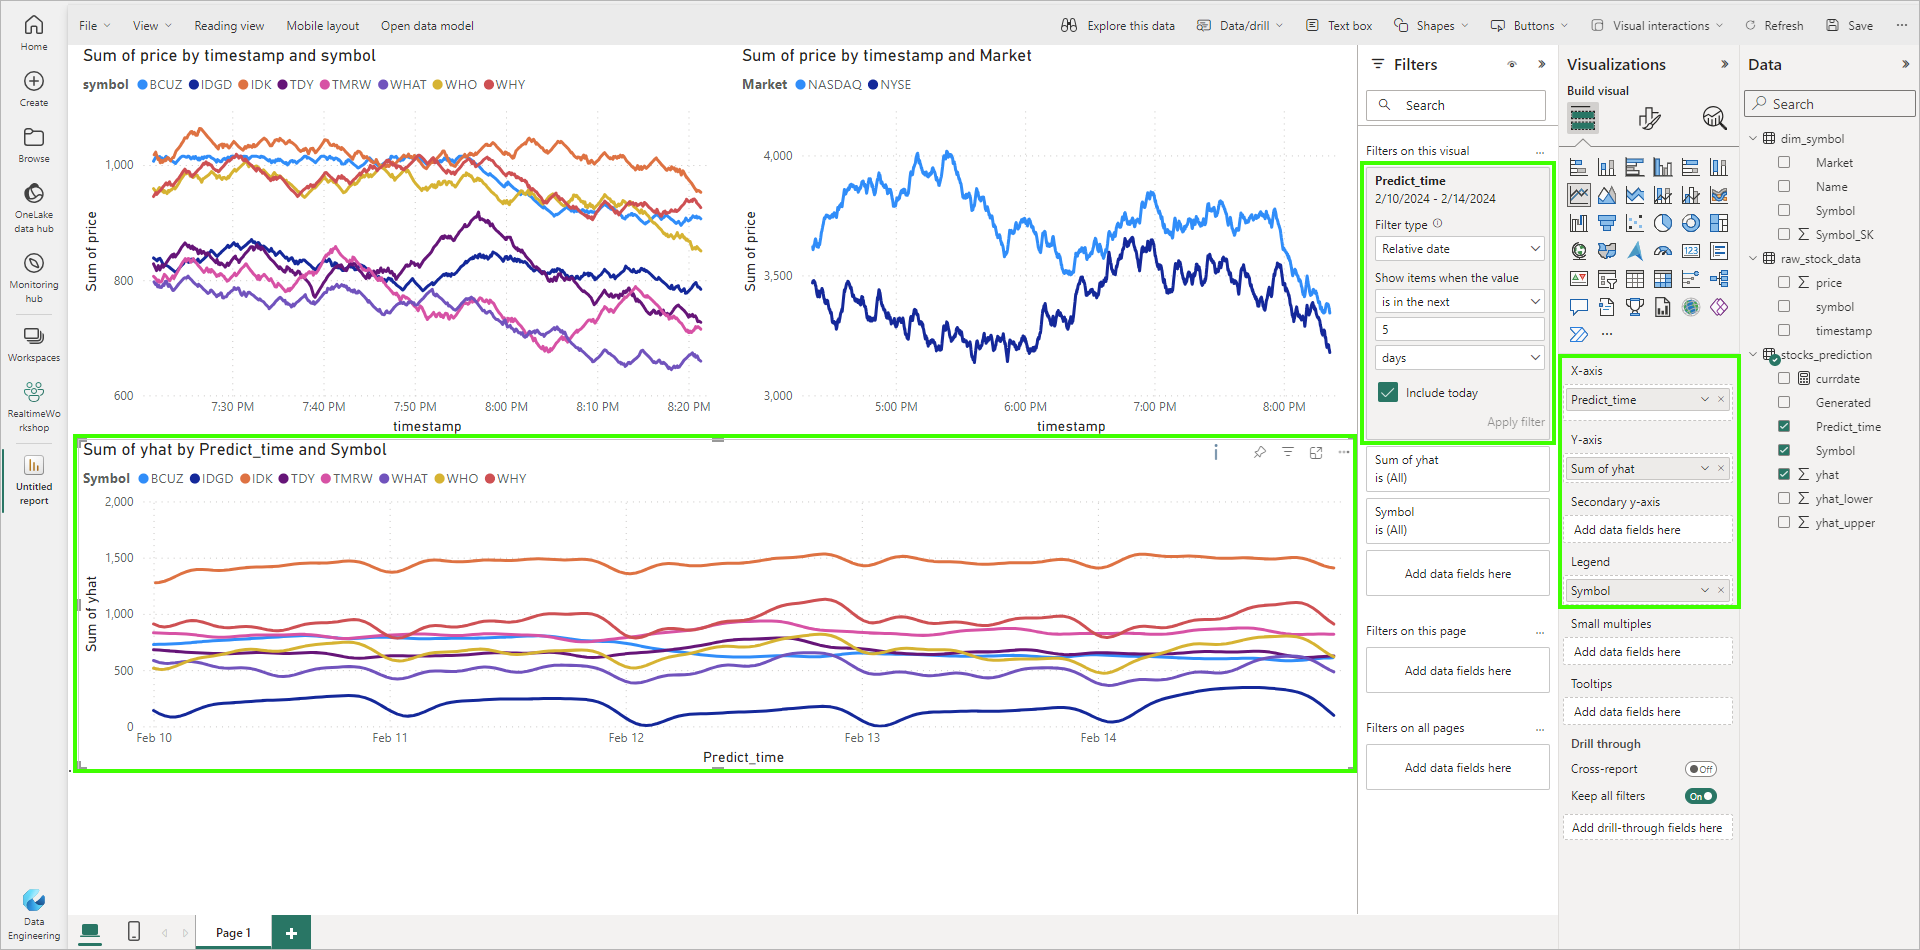 Home
Create
Browse
OneLake
data hub
Monitoring
hub
Workspaces
RealtimeWo
rkshop
Untitled
report
Data
Engineering
File
View
Reading view
Mobile layout
Open data model
Explore this data
Data/drill
Text box
Shapes
Buttons
Visual interactions
Refresh
Save
...
Sum of price by timestamp and symbol
symbol BCUZ IDGD IDK TDY TMRW WHAT WHO WHY
Sum of price
1,000
800
600
7:30 PM 7:40 PM 7:50 PM 8:00 PM 8:10 PM 8:20 PM
timestamp
Sum of price by timestamp and Market
Market NASDAQ NYSE
Sum of price
4,000
3,500
3,000
5:00 PM 6:00 PM 7:00 PM 8:00 PM
timestamp
Sum of yhat by Predict_time and Symbol
Symbol BCUZ IDGD IDK TDY TMRW WHAT WHO WHY
Sum of yhat
2,000
1,500
1,000
500
0
Feb 10 Feb 11 Feb 12 Feb 13 Feb 14
Predict_time
Page 1
+
Filters
Search
Filters on this visual
...
Predict_time
2/10/2024 - 2/14/2024
Filter type
Relative date
Show items when the value
is in the next
5
days
Include today
Apply filter
Sum of yhat
is (All)
Symbol
is (All)
Add data fields here
Filters on this page
...
Add data fields here
Filters on all pages
...
Add data fields here
Visualizations
Build visual
123
...
X-axis
Predict_time
Y-axis
Sum of yhat
Secondary y-axis
Add data fields here
Legend
Symbol
Small multiples
Add data fields here
Tooltips
Add data fields here
Drill through
Cross-report
Off
Keep all filters
On
Add drill-through fields here
Data
Search
dim_symbol
Market
Name
Symbol
Symbol_SK
raw_stock_data
price
symbol
timestamp
stocks_prediction
currdate
Generated
Predict_time
Symbol
yhat
yhat_lower
yhat_upper